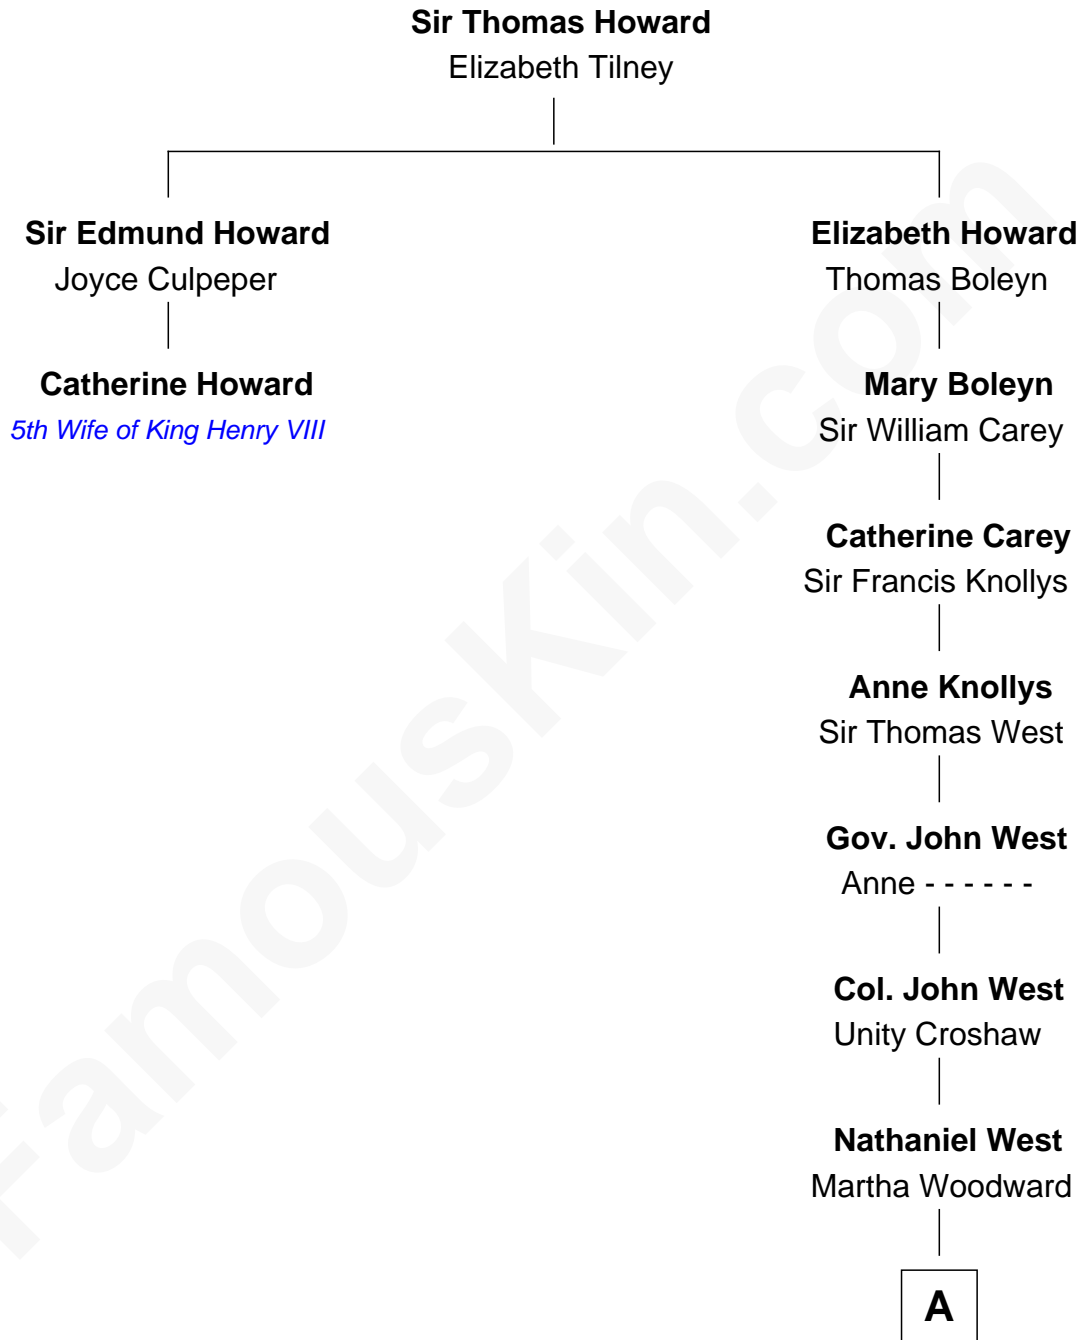 Sir Thomas Howard
Elizabeth Tilney
Sir Edmund Howard
Joyce Culpeper
Catherine Howard
5th Wife of King Henry VIII
Elizabeth Howard
Thomas Boleyn
Mary Boleyn
Sir William Carey
Catherine Carey
Sir Francis Knollys
Anne Knollys
Sir Thomas West
Gov. John West
Anne - - - - - -
Col. John West
Unity Croshaw
Nathaniel West
Martha Woodward
A
FamousKin.com